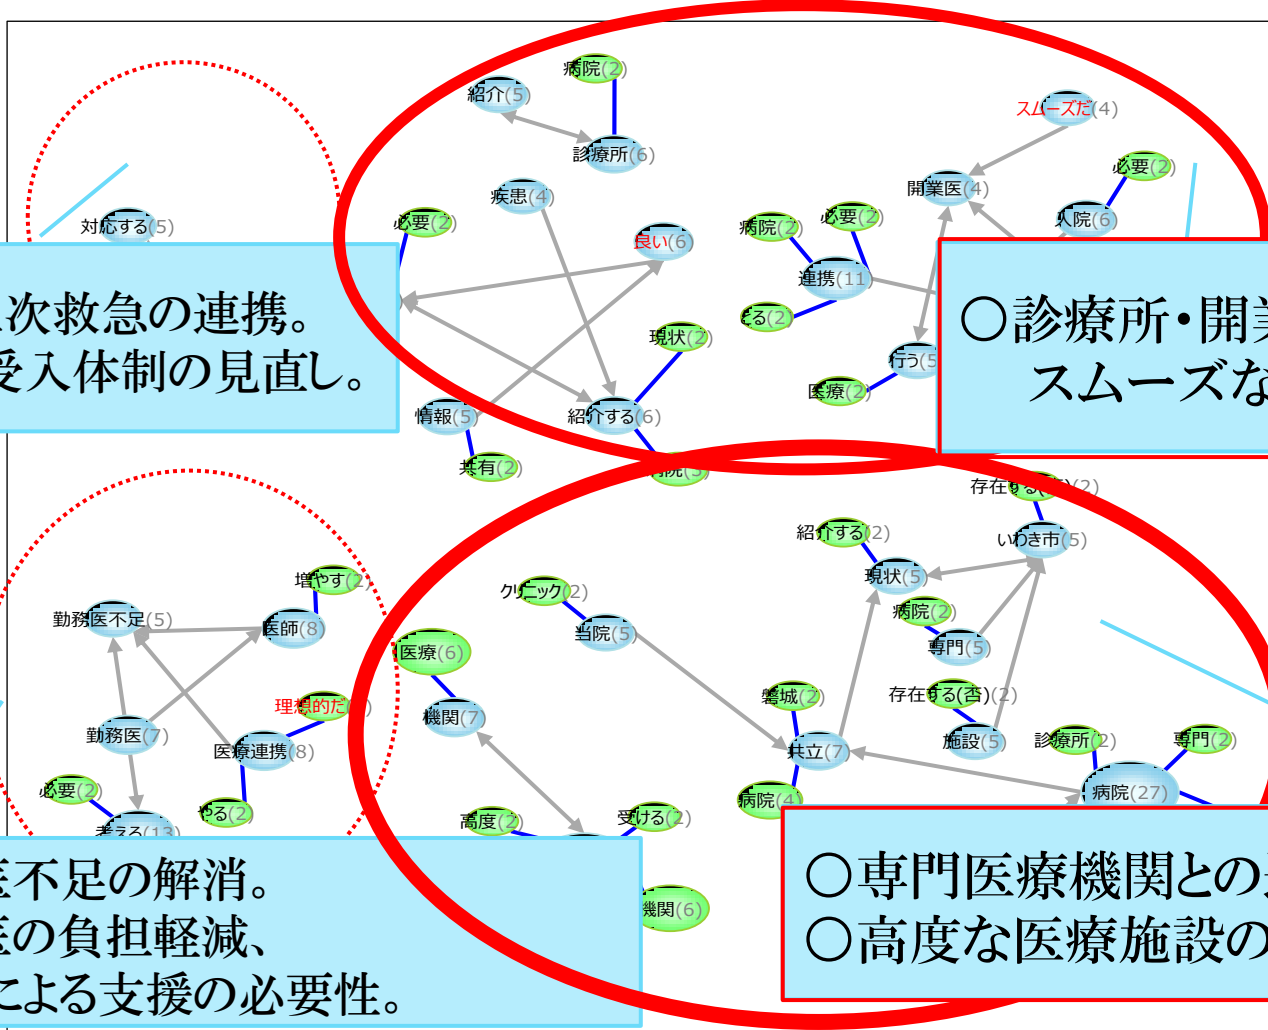 病院(2)
紹介(5)
スムーズだ(4)
診療所(6)
必要(2)
疾患(4)
開業医(4)
対応する(5)
必要(2)
良い(6)
病院(2)
必要(2)
入院(6)
連携(11)
次救急の連携。
受入体制の見直し。
現状(2)
行う(5
医療(2)
○診療所・開業
スムーズな
情報(5)
紹介する(6)
共有(2)
存在する(否)(2)
紹介する(2)
いわき市(5)
現状(5)
増やす(2)
クリニック(2)
勤務医不足(5)
医師(8)
当院(5)
病院(2)
専門(5)
医療(6)
理想的だ
磐城(2)
存在する(否)(2)
機関(7)
勤務医(7)
医療連携(8)
共立(7)
施設(5)
診療所(2)
専門(2)
必要(2)
やる(2)
病院(4)
病院(27)
考える(13)
高度(2)
受ける(2)
医不足の解消。
医の負担軽減、
による支援の必要性。
機関(6)
○専門医療機関との
○高度な医療施設の